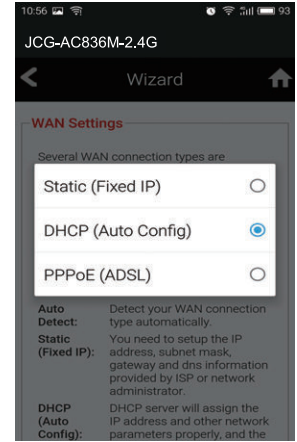 10:56 93
JCG-AC836M-2.4G
Wizard
WAN Settings
Several WAN connection types are
Static (Fixed IP)
DHCP (Auto Config)
PPPoE (ADSL)
Auto Detect: Detect your WAN connection
type automatically.
Static (Fixed IP): You need to setup the IP
address, subnet mask,
gateway and dns information
provided by ISP or network
administrator.
DHCP (Auto Config): DHCP server will assign the
IP address and other network
parameters properly, and the